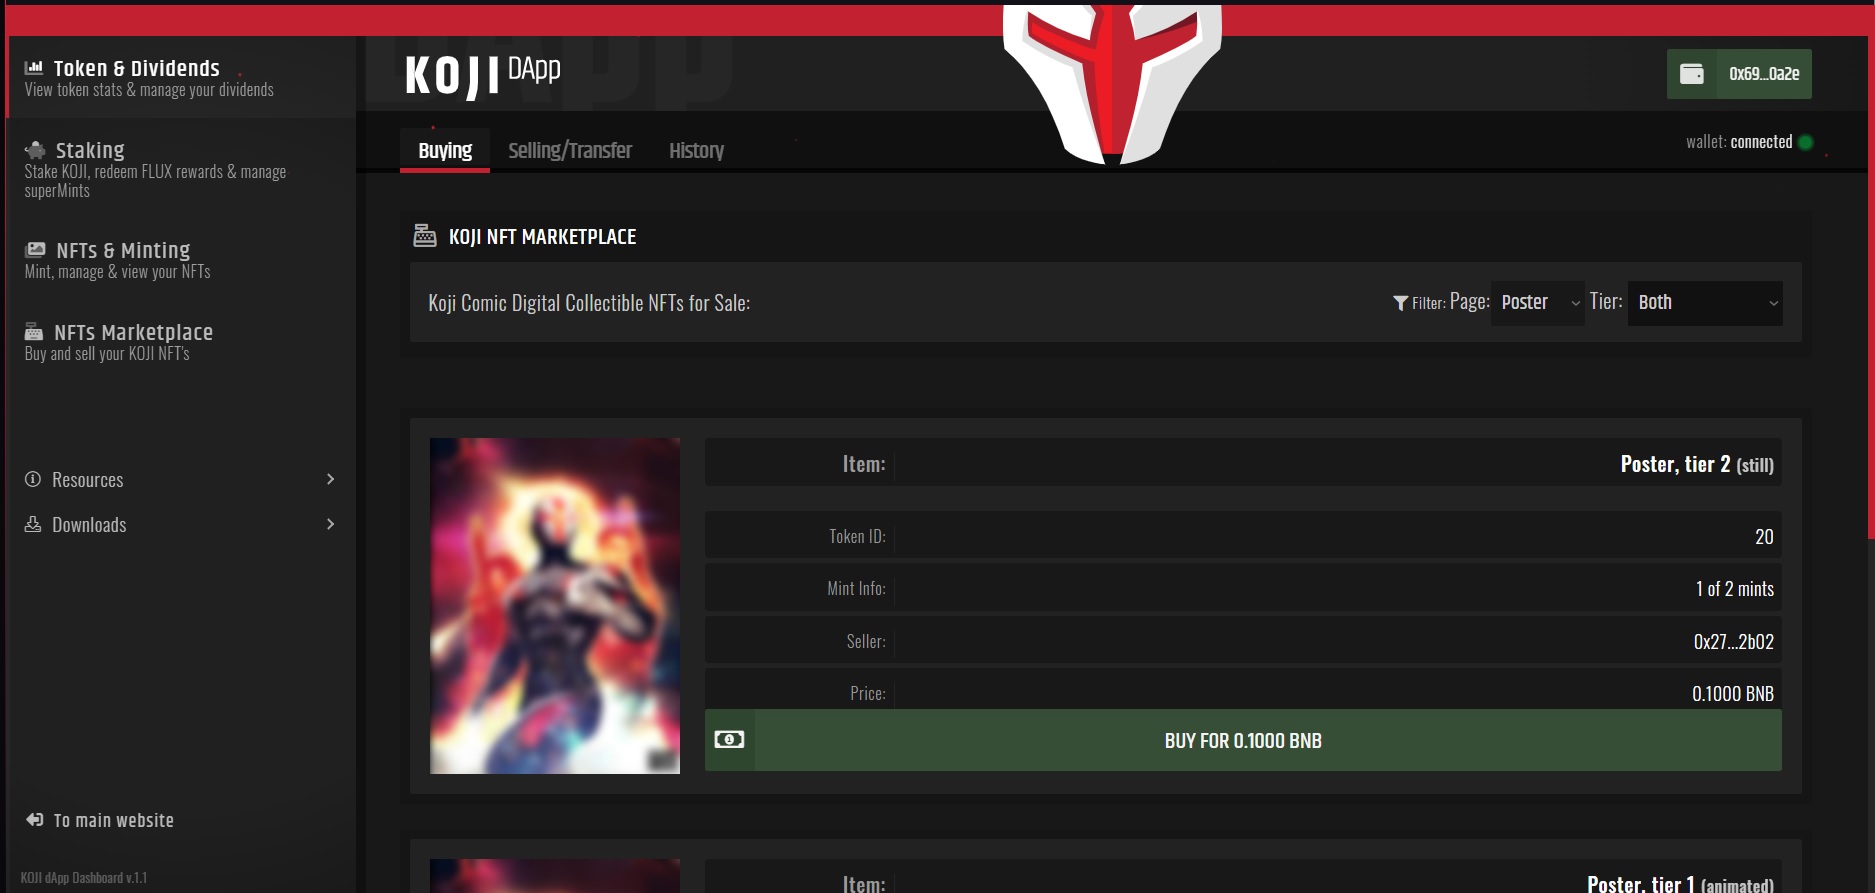 Token & Dividends
View token stats & manage your dividends
Staking
Stake KOJI, redeem FLUX rewards & manage
superMints
NFTs & Minting
Mint, manage & view your NFTs
NFTs Marketplace
Buy and sell your KOJI NFT's
Resources
Downloads
To main website
KOJI dApp Dashboard v.1.1
DApp
KOJI DApp
0x69...0a2e
Buying Selling/Transfer History
wallet: connected
KOJI NFT MARKETPLACE
Koji Comic Digital Collectible NFTs for Sale:
Filter: Page: Poster Tier: Both
Item: Poster, tier 2 (still)
Token ID: 20
Mint Info: 1 of 2 mints
Seller: 0x27...2b02
Price: 0.1000 BNB
BUY FOR 0.1000 BNB
Item: Poster, tier 1 (animated)